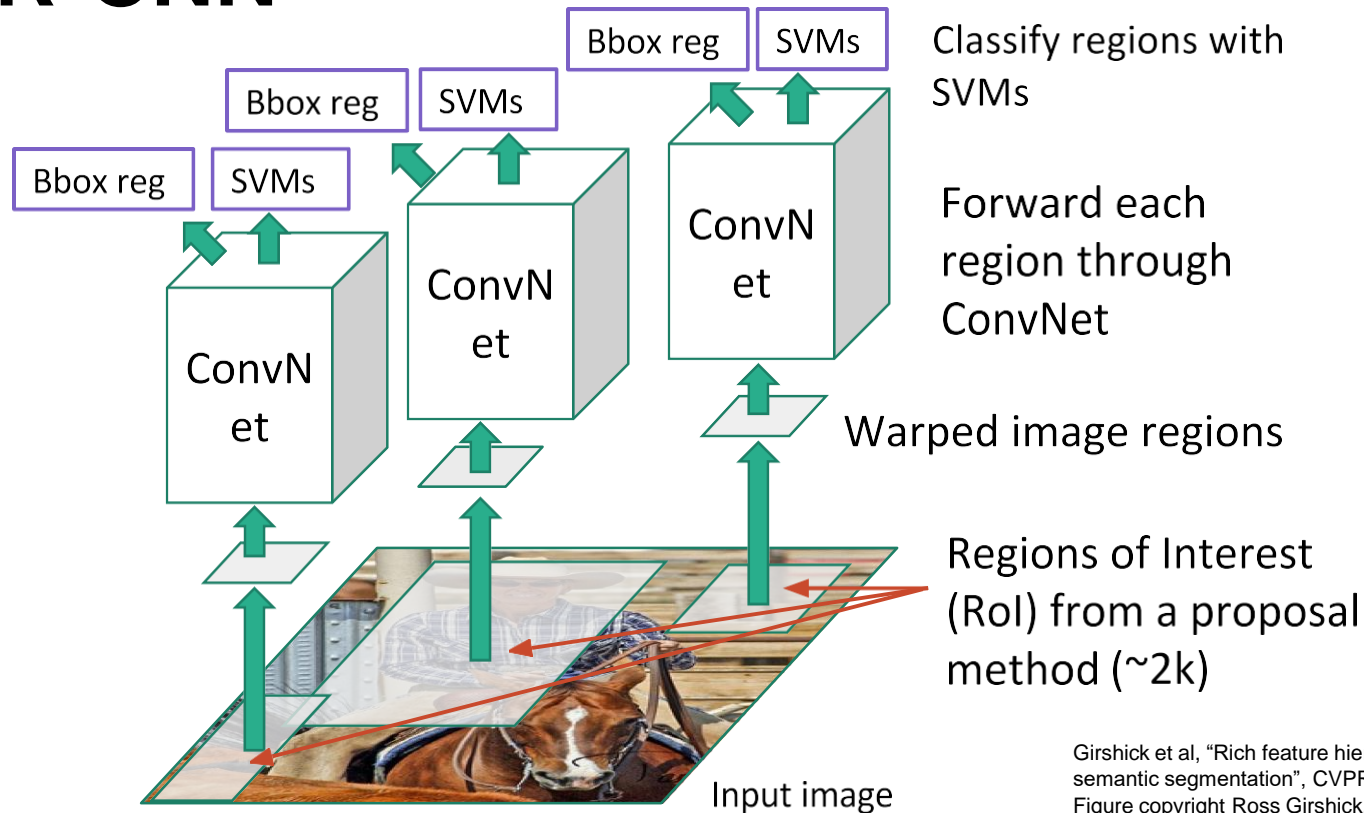 Bbox reg
SVMs
Classify regions with
SVMs
Bbox reg
SVMs
Bbox reg
SVMs
Forward each
region through
ConvNet
ConvN
et
ConvN
et
ConvN
et
Warped image regions
Regions of Interest
(RoI) from a proposal
method (~2k)
Input image
Girshick et al, “Rich feature hie
semantic segmentation”, CVPR
Figure copyright Ross Girshick